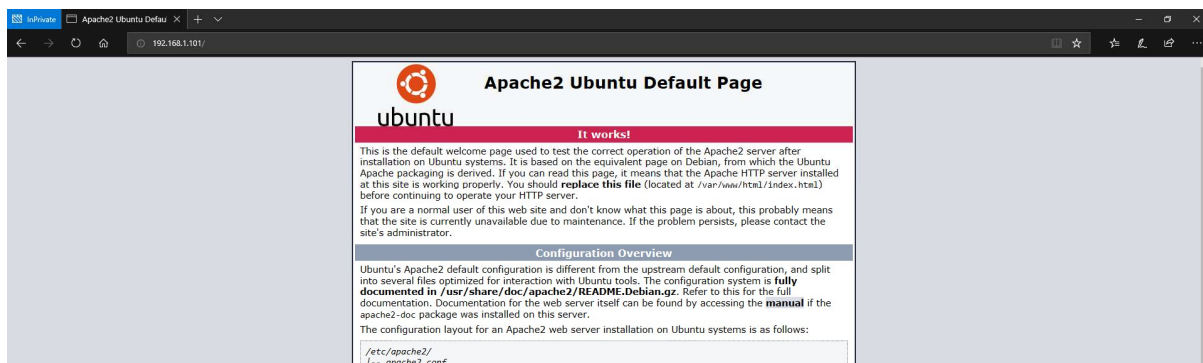 InPrivate
Apache2 Ubuntu Defau
192.168.1.101/
ubuntu
Apache2 Ubuntu Default Page
It works!
This is the default welcome page used to test the correct operation of the Apache2 server after
installation on Ubuntu systems. It is based on the equivalent page on Debian, from which the Ubuntu
Apache packaging is derived. If you can read this page, it means that the Apache HTTP server installed
at this site is working properly. You should replace this file (located at /var/www/html/index.html)
before continuing to operate your HTTP server.
If you are a normal user of this web site and don't know what this page is about, this probably means
that the site is currently unavailable due to maintenance. If the problem persists, please contact the
site's administrator.
Configuration Overview
Ubuntu's Apache2 default configuration is different from the upstream default configuration, and split
into several files optimized for interaction with Ubuntu tools. The configuration system is fully
documented in /usr/share/doc/apache2/README.Debian.gz. Refer to this for the full
documentation. Documentation for the web server itself can be found by accessing the manual if the
apache2-doc package was installed on this server.
The configuration layout for an Apache2 web server installation on Ubuntu systems is as follows:
/etc/apache2/
|-- apache2.conf